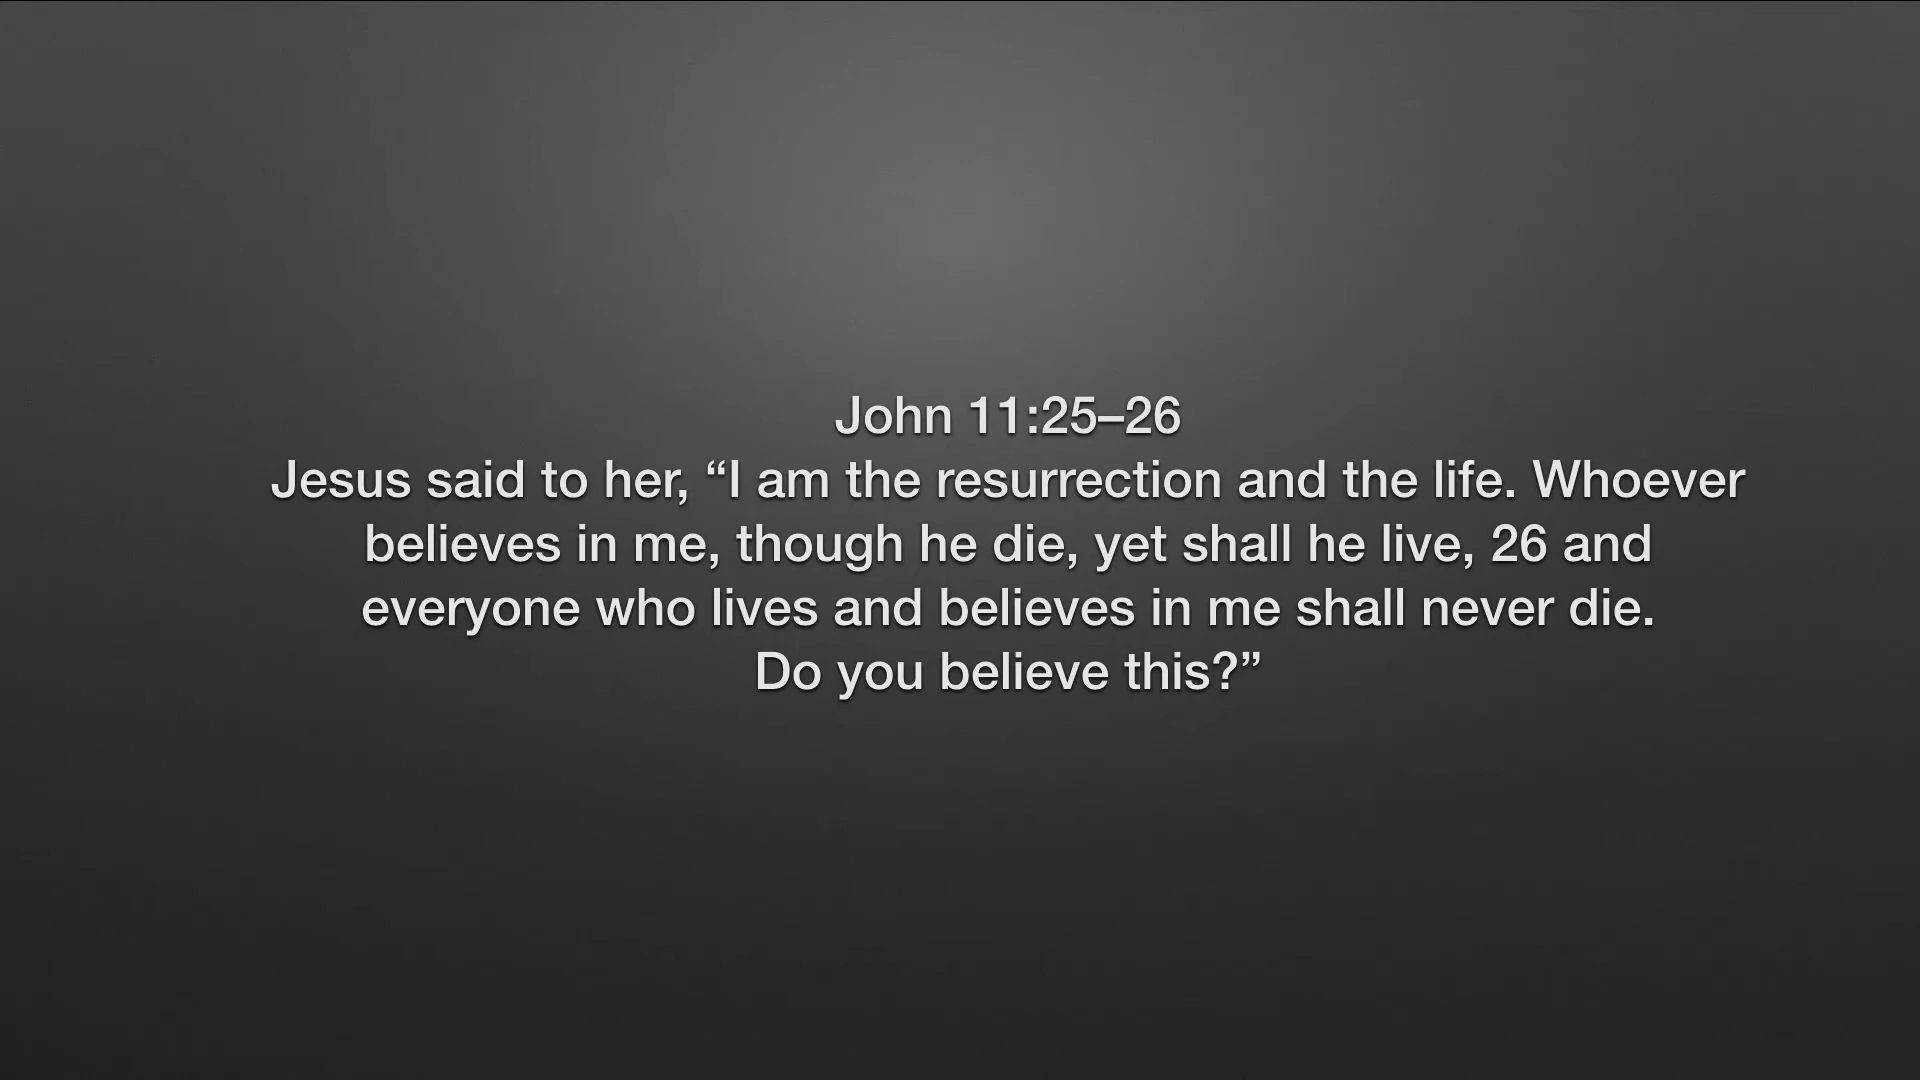 John 11:25–26
Jesus said to her, “I am the resurrection and the life. Whoever
believes in me, though he die, yet shall he live, 26 and
everyone who lives and believes in me shall never die.
Do you believe this?”